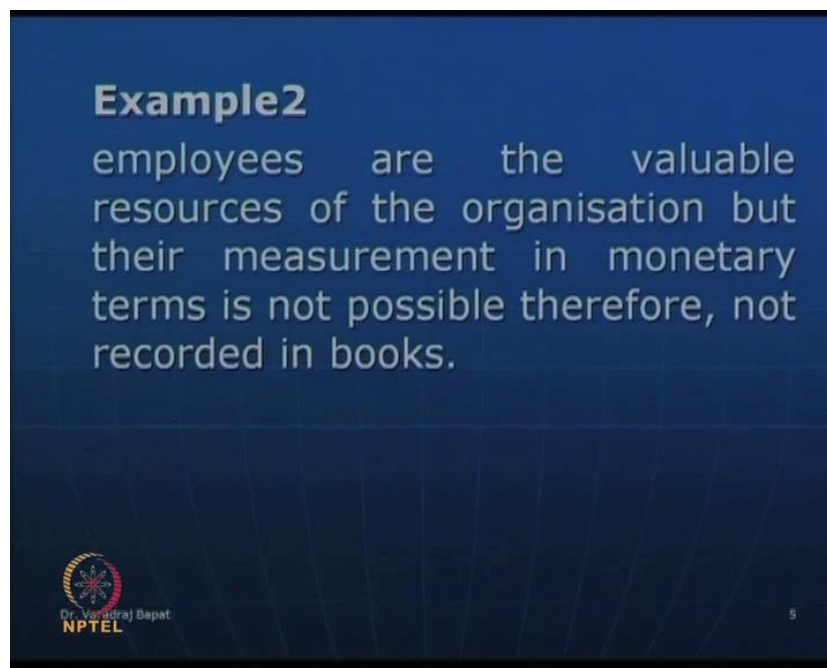 Example2
employees are the valuable
resources of the organisation but
their measurement in monetary
terms is not possible therefore, not
recorded in books.
Dr. Varadraj Bapat
5
NPTEL